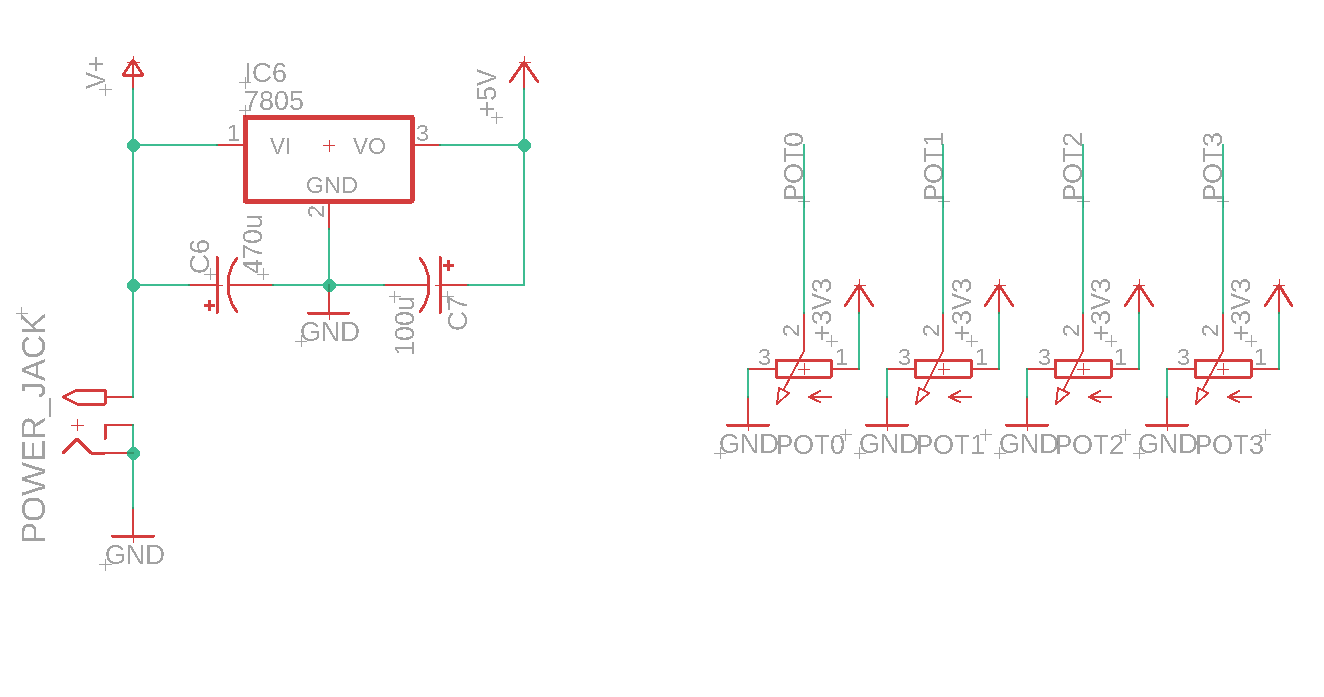 V+
IC6
7805
+5V
1
VI
VO
3
GND
2
C6
470u
100u
C7
GND
POWER_JACK
GND
POT0
POT1
POT2
POT3
2
+3V3
2
+3V3
2
+3V3
2
+3V3
3
1
3
1
3
1
3
1
GND
POT0
GND
POT1
GND
POT2
GND
POT3